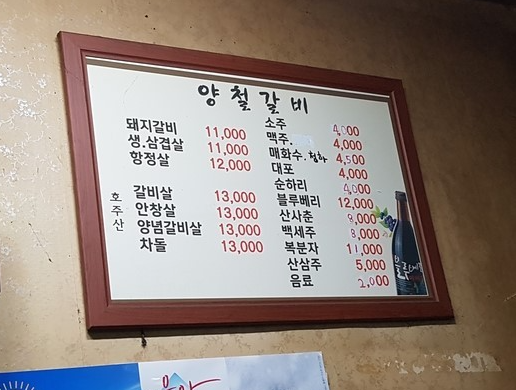 양철갈비
돼지갈비 11,000
생.삼겹살 11,000
항정살 12,000
호주산
갈비살 13,000
안창살 13,000
양념갈비살 13,000
차돌 13,000
소주 4,000
맥주. 4,000
매화수.청하 4,500
대포 4,000
순하리 4,000
블루베리 12,000
산사춘 8,000
백세주 8,000
복분자 11,000
산삼주 5,000
음료 2,000